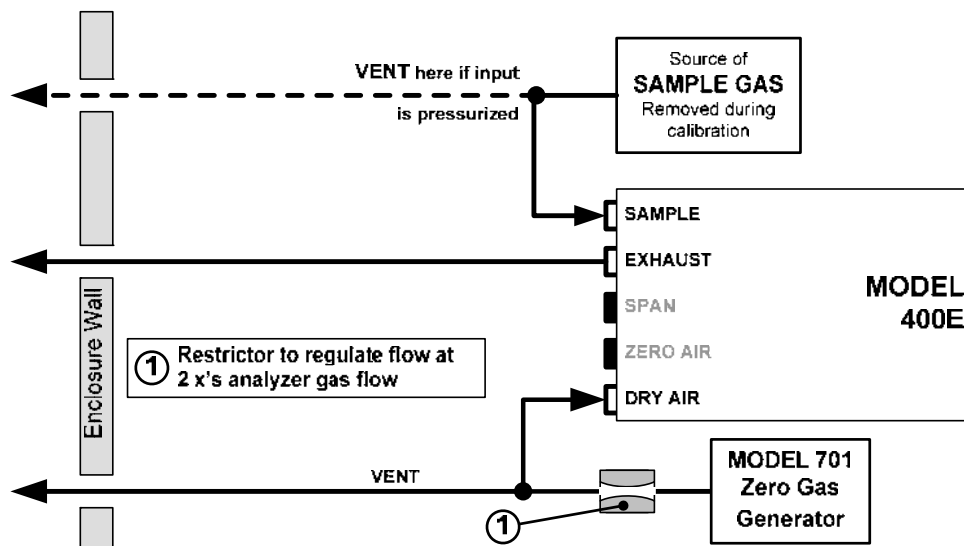 VENT here if input
is pressurized
Source of
SAMPLE GAS
Removed during
calibration
SAMPLE
EXHAUST
SPAN
ZERO AIR
DRY AIR
MODEL
400E
Enclosure Wall
1 Restrictor to regulate flow at
2 x's analyzer gas flow
VENT
1
MODEL 701
Zero Gas
Generator